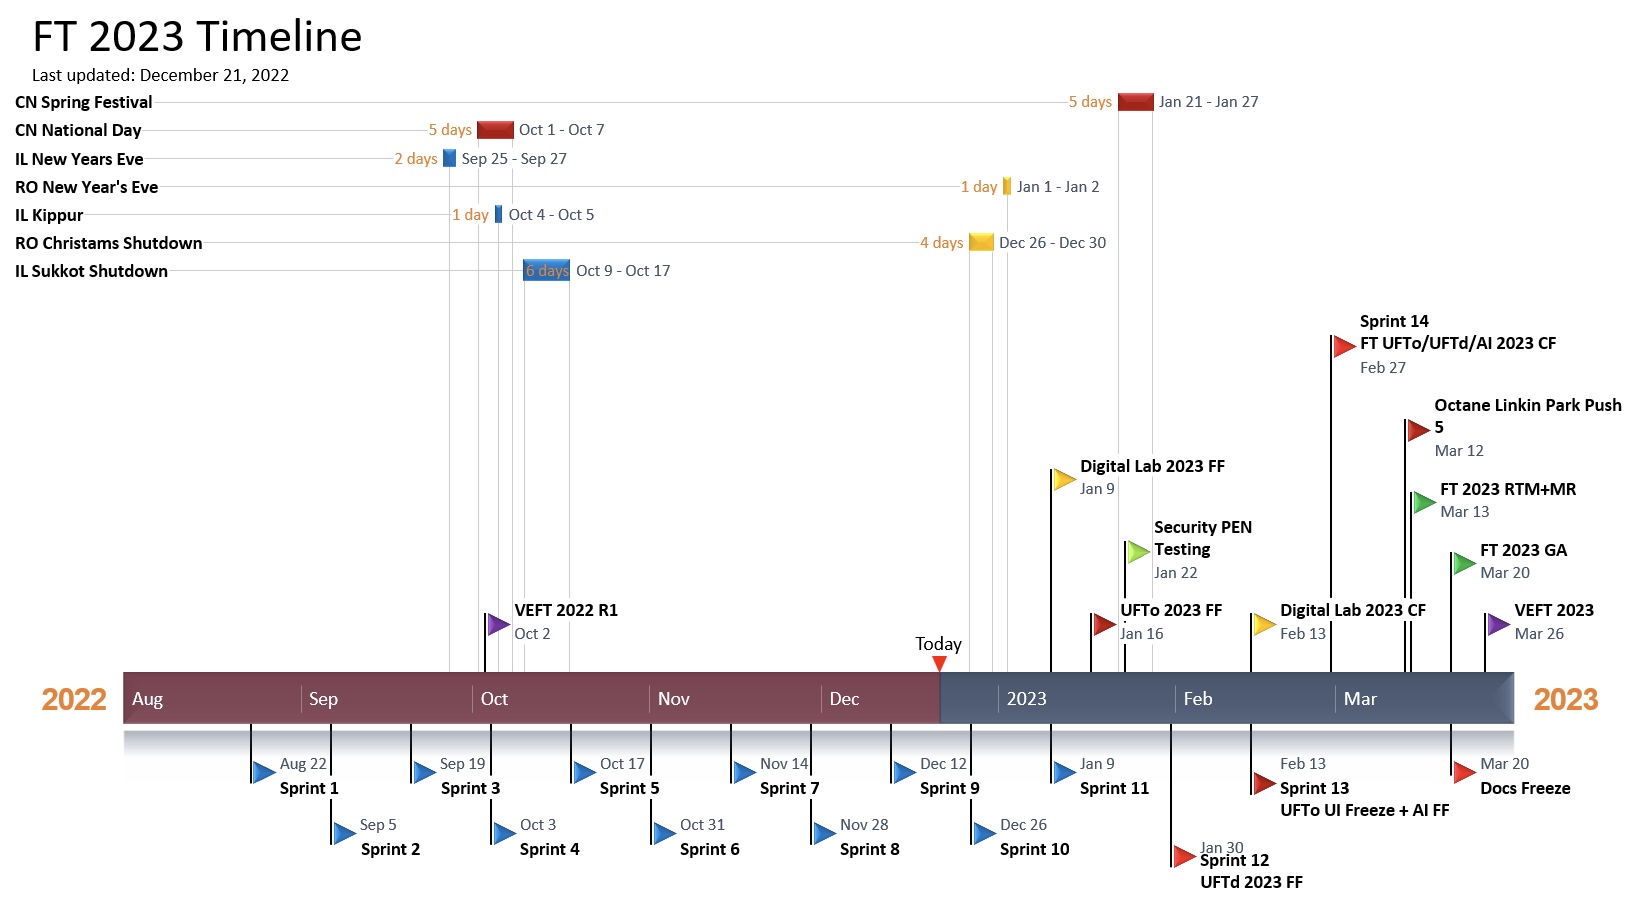 FT 2023 Timeline
Last updated: December 21, 2022
CN Spring Festival 5 days Jan 21 - Jan 27
CN National Day 5 days Oct 1 - Oct 7
IL New Years Eve 2 days Sep 25 - Sep 27
RO New Year's Eve 1 day Jan 1 - Jan 2
IL Kippur 1 day Oct 4 - Oct 5
RO Christams Shutdown 4 days Dec 26 - Dec 30
IL Sukkot Shutdown 6 days Oct 9 - Oct 17
Sprint 14
FT UFTo/UFTd/AI 2023 CF
Feb 27
Octane Linkin Park Push
5
Mar 12
Digital Lab 2023 FF
Jan 9
FT 2023 RTM+MR
Mar 13
Security PEN
Testing
Jan 22
FT 2023 GA
Mar 20
VEFT 2022 R1
Oct 2
UFTo 2023 FF
Jan 16
Digital Lab 2023 CF
Feb 13
VEFT 2023
Mar 26
Today
2022 Aug Sep Oct Nov Dec 2023 Feb Mar 2023
Aug 22
Sprint 1
Sep 19
Sprint 3
Oct 17
Sprint 5
Nov 14
Sprint 7
Dec 12
Sprint 9
Jan 9
Sprint 11
Feb 13
Sprint 13
UFTo UI Freeze + AI FF
Mar 20
Docs Freeze
Sep 5
Sprint 2
Oct 3
Sprint 4
Oct 31
Sprint 6
Nov 28
Sprint 8
Dec 26
Sprint 10
Jan 30
Sprint 12
UFTd 2023 FF